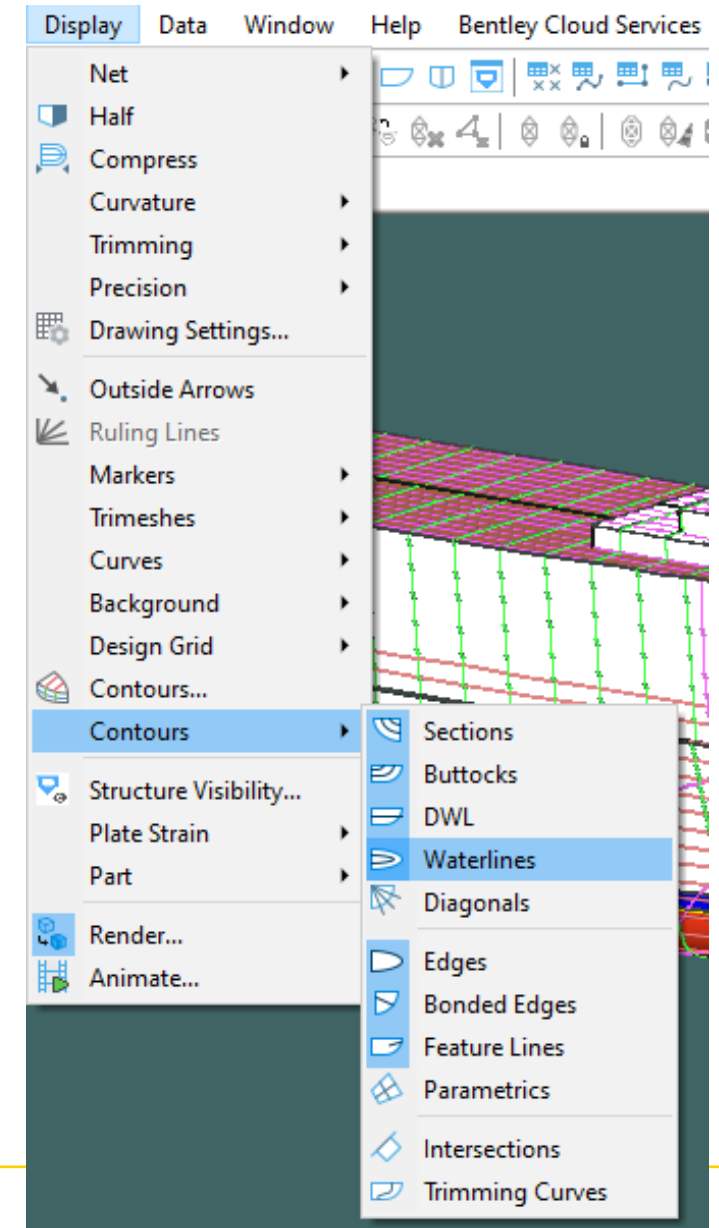 Display Data Window Help Bentley Cloud Services
Net
Half
Compress
Curvature
Trimming
Precision
Drawing Settings...
Outside Arrows
Ruling Lines
Markers
Trimeshes
Curves
Background
Design Grid
Contours...
Contours
Structure Visibility...
Plate Strain
Part
Render...
Animate...
Sections
Buttocks
DWL
Waterlines
Diagonals
Edges
Bonded Edges
Feature Lines
Parametrics
Intersections
Trimming Curves